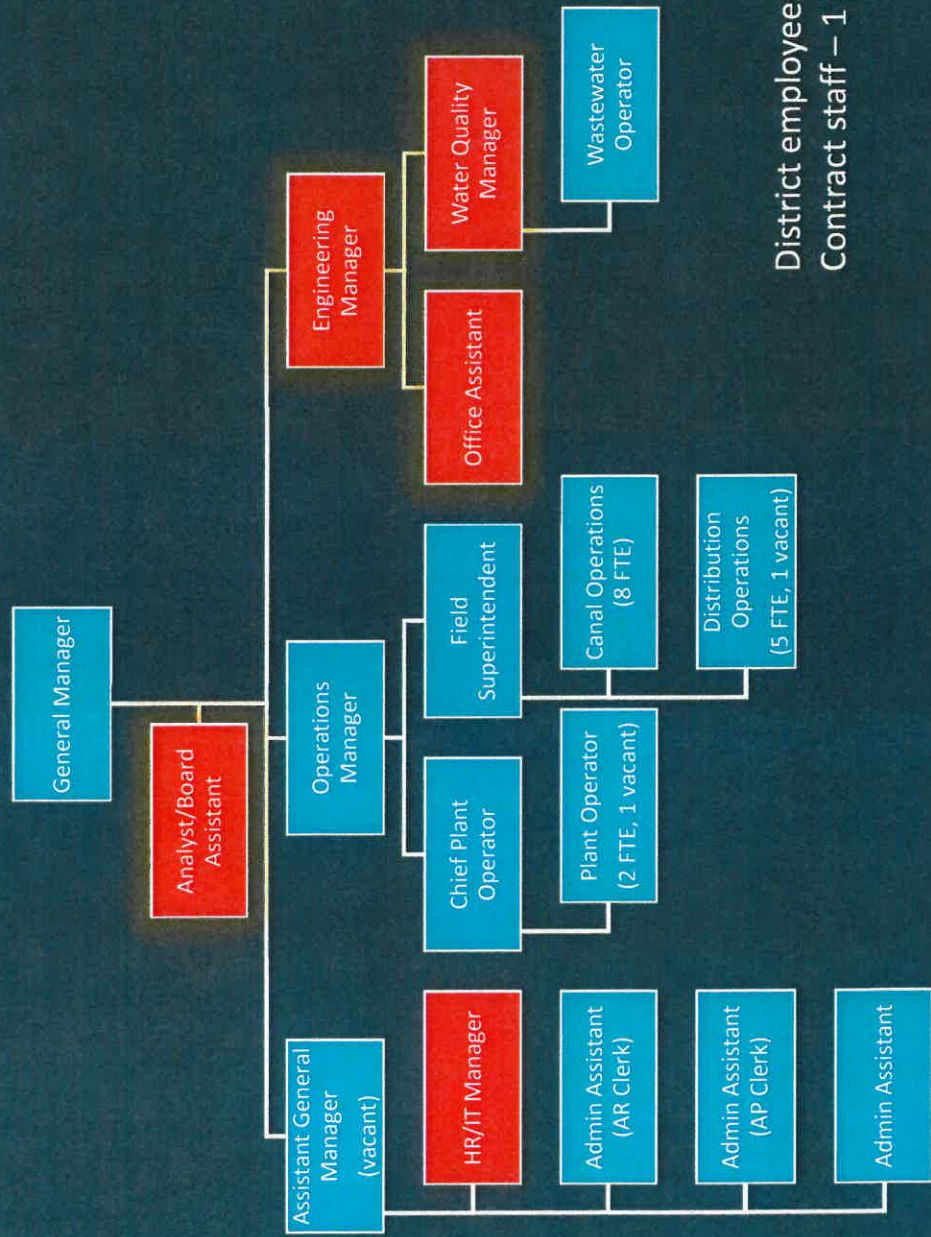 General Manager
Analyst/Board
Assistant
Assistant General
Manager
(vacant)
HR/IT Manager
Admin Assistant
(AR Clerk)
Admin Assistant
(AP Clerk)
Admin Assistant
Operations
Manager
Chief Plant
Operator
Plant Operator
(2 FTE, 1 vacant)
Field
Superintendent
Canal Operations
(8 FTE)
Distribution
Operations
(5 FTE, 1 vacant)
Engineering
Manager
Office Assistant
Water Quality
Manager
Wastewater
Operator
District employee
Contract staff – 1